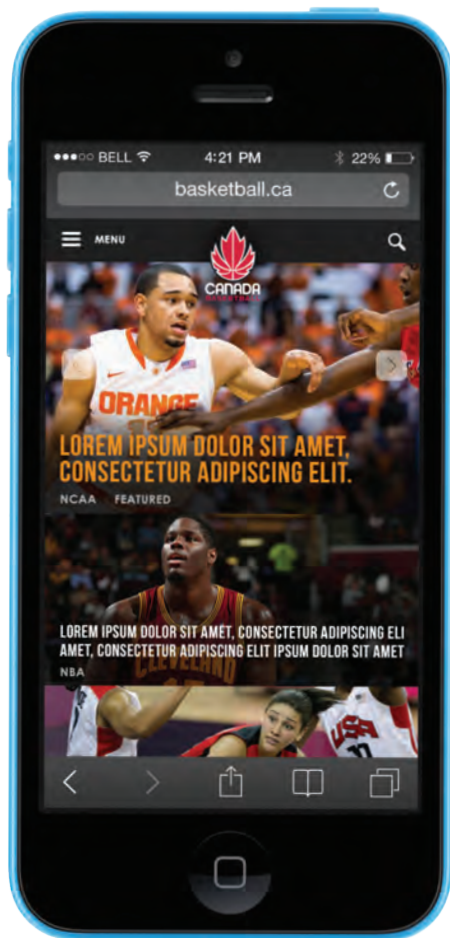 BELL 4:21 PM 22%
basketball.ca
MENU
CANADA
BASKETBALL
ORANGE
LOREM IPSUM DOLOR SIT AMET,
CONSECTETUR ADIPISCING ELIT.
NCAA FEATURED
LOREM IPSUM DOLOR SIT AMET, CONSECTETUR ADIPISCING ELI
AMET, CONSECTETUR ADIPISCING ELIT IPSUM DOLOR SIT AMET
CLEVELAND
NBA
USA